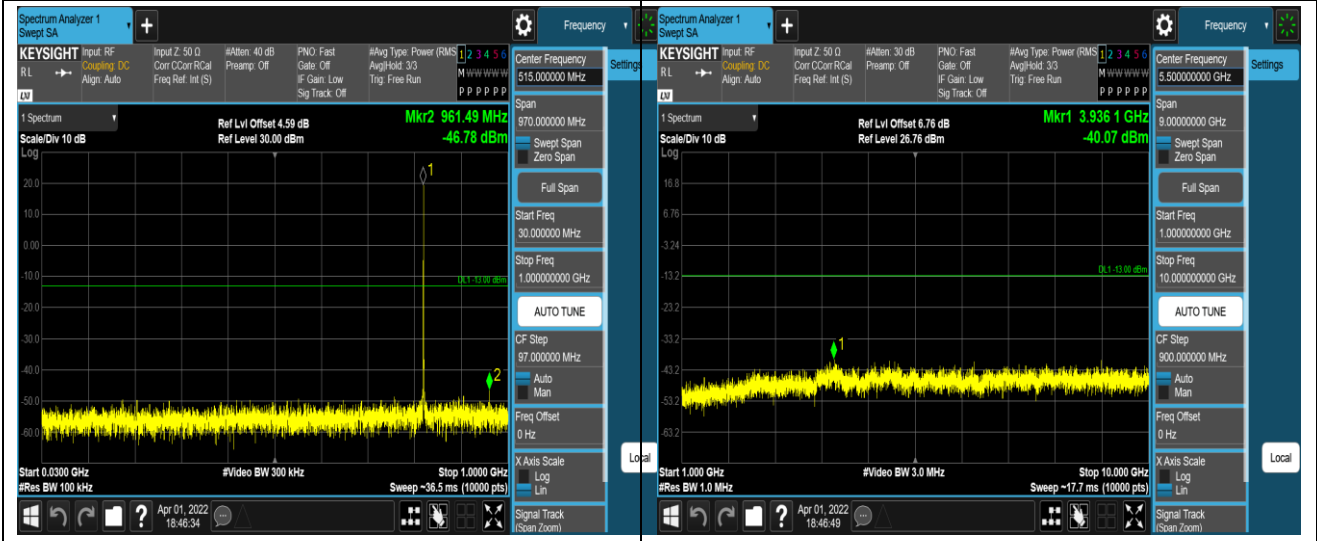 Spectrum Analyzer 1
Swept SA
+
Frequency
KEYSIGHT
RL
LXI
Input: RF
Coupling: DC
Align: Auto
Input Z: 50 Ω
Corr CCorr RCal
Freq Ref: Int (S)
#Atten: 40 dB
Preamp: Off
PNO: Fast
Gate: Off
IF Gain: Low
Sig Track: Off
#Avg Type: Power (RMS
Avg|Hold: 3/3
Trig: Free Run
1 2 3 4 5 6
M W W W W W
P P P P P P
Center Frequency
515.000000 MHz
Settings
1 Spectrum
Scale/Div 10 dB
Log
Ref Lvl Offset 4.59 dB
Ref Level 30.00 dBm
Mkr2 961.49 MHz
-46.78 dBm
20.0
10.0
0.00
-10.0
-20.0
-30.0
-40.0
-50.0
-60.0
1
2
DL1 -13.00 dBm
Start 0.0300 GHz
#Res BW 100 kHz
#Video BW 300 kHz
Stop 1.0000 GHz
Sweep ~36.5 ms (10000 pts)
Span
970.000000 MHz
Swept Span
Zero Span
Full Span
Start Freq
30.000000 MHz
Stop Freq
1.000000000 GHz
AUTO TUNE
CF Step
97.000000 MHz
Auto
Man
Freq Offset
0 Hz
X Axis Scale
Log
Lin
Signal Track
(Span Zoom)
Local
?
Apr 01, 2022
18:46:34
Spectrum Analyzer 1
Swept SA
+
Frequency
KEYSIGHT
RL
LXI
Input: RF
Coupling: DC
Align: Auto
Input Z: 50 Ω
Corr CCorr RCal
Freq Ref: Int (S)
#Atten: 30 dB
Preamp: Off
PNO: Fast
Gate: Off
IF Gain: Low
Sig Track: Off
#Avg Type: Power (RMS
Avg|Hold: 3/3
Trig: Free Run
1 2 3 4 5 6
M W W W W W
P P P P P P
Center Frequency
5.500000000 GHz
Settings
1 Spectrum
Scale/Div 10 dB
Log
Ref Lvl Offset 6.76 dB
Ref Level 26.76 dBm
Mkr1 3.936 1 GHz
-40.07 dBm
16.8
6.76
-3.24
-13.2
-23.2
-33.2
-43.2
-53.2
-63.2
1
DL1 -13.00 dBm
Start 1.000 GHz
#Res BW 1.0 MHz
#Video BW 3.0 MHz
Stop 10.000 GHz
Sweep ~17.7 ms (10000 pts)
Span
9.00000000 GHz
Swept Span
Zero Span
Full Span
Start Freq
1.000000000 GHz
Stop Freq
10.000000000 GHz
AUTO TUNE
CF Step
900.000000 MHz
Auto
Man
Freq Offset
0 Hz
X Axis Scale
Log
Lin
Signal Track
(Span Zoom)
Local
?
Apr 01, 2022
18:46:49